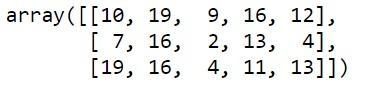 array([[10, 19,  9, 16, 12],
       [ 7, 16,  2, 13,  4],
       [19, 16,  4, 11, 13]])